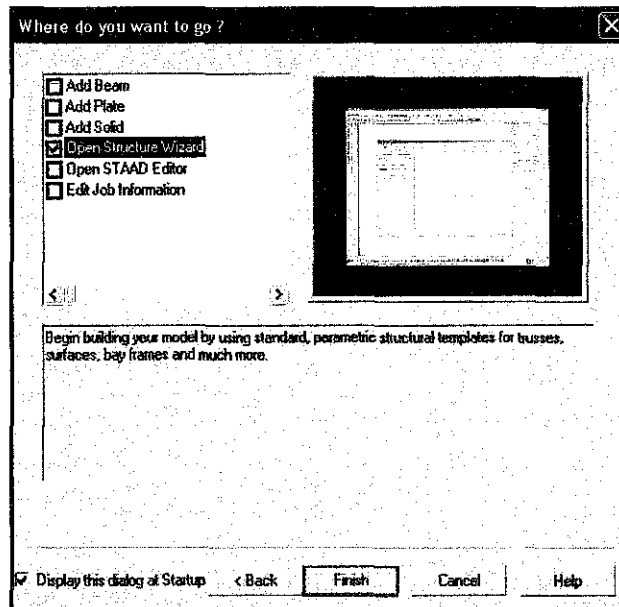 Where do you want to go ?
Add Beam
Add Plate
Add Solid
Open Structure Wizard
Open STAAD Editor
Edit Job Information
Begin building your model by using standard, parametric structural templates for trusses,
surfaces, bay frames and much more.
Display this dialog at Startup
< Back
Finish
Cancel
Help